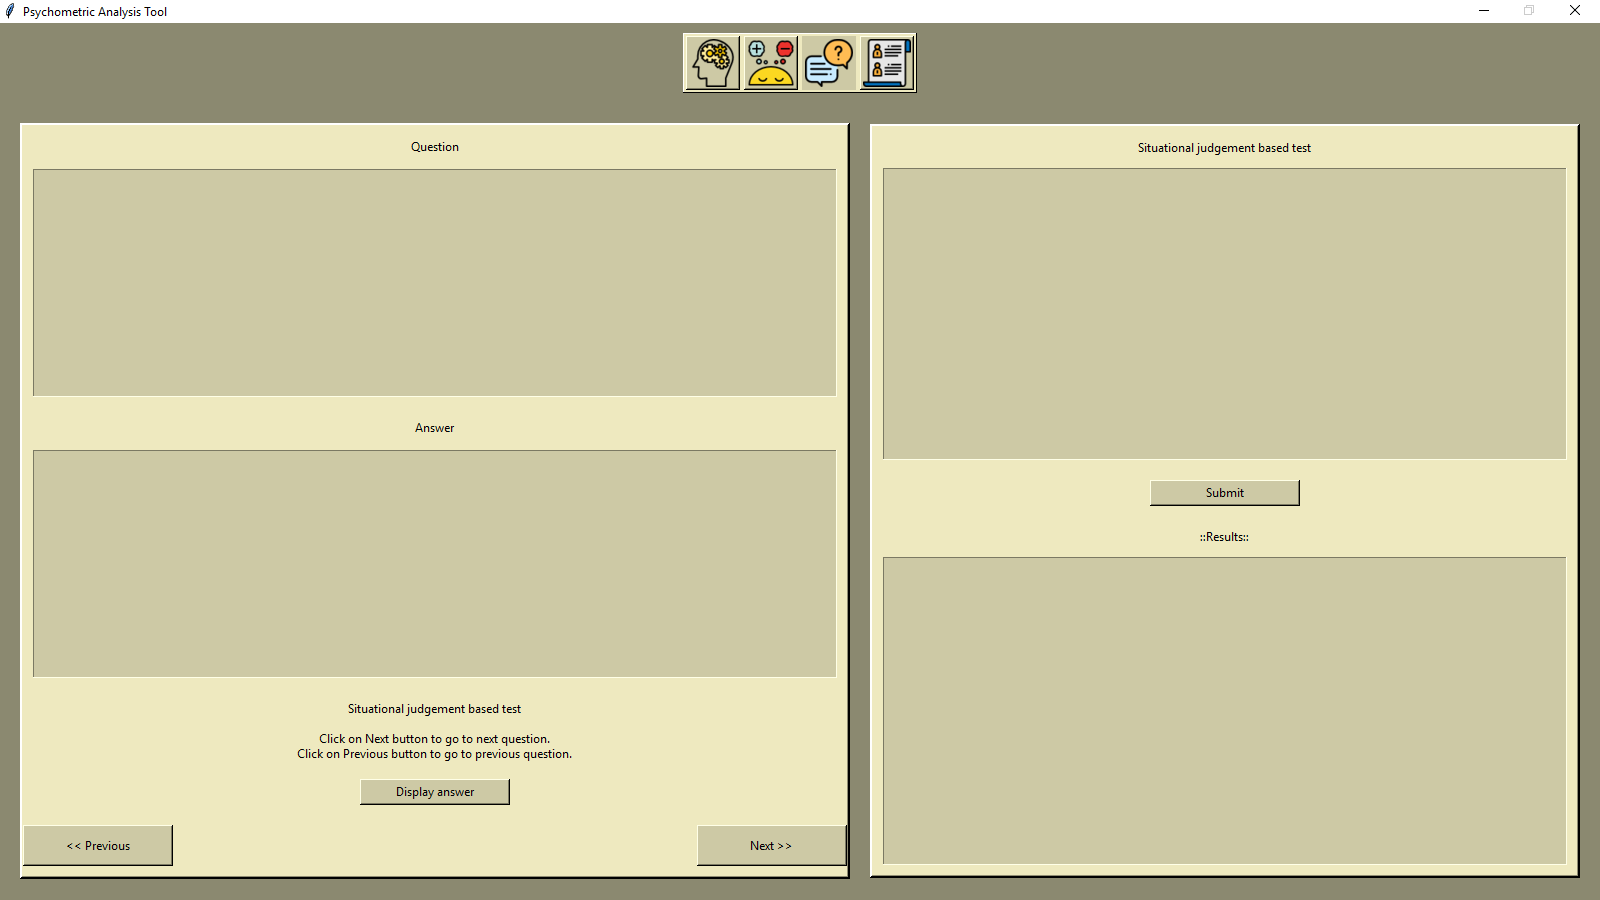 Psychometric Analysis Tool
Question
Answer
Situational judgement based test
Click on Next button to go to next question.
Click on Previous button to go to previous question.
Display answer
<< Previous
Next >>
Situational judgement based test
Submit
::Results::